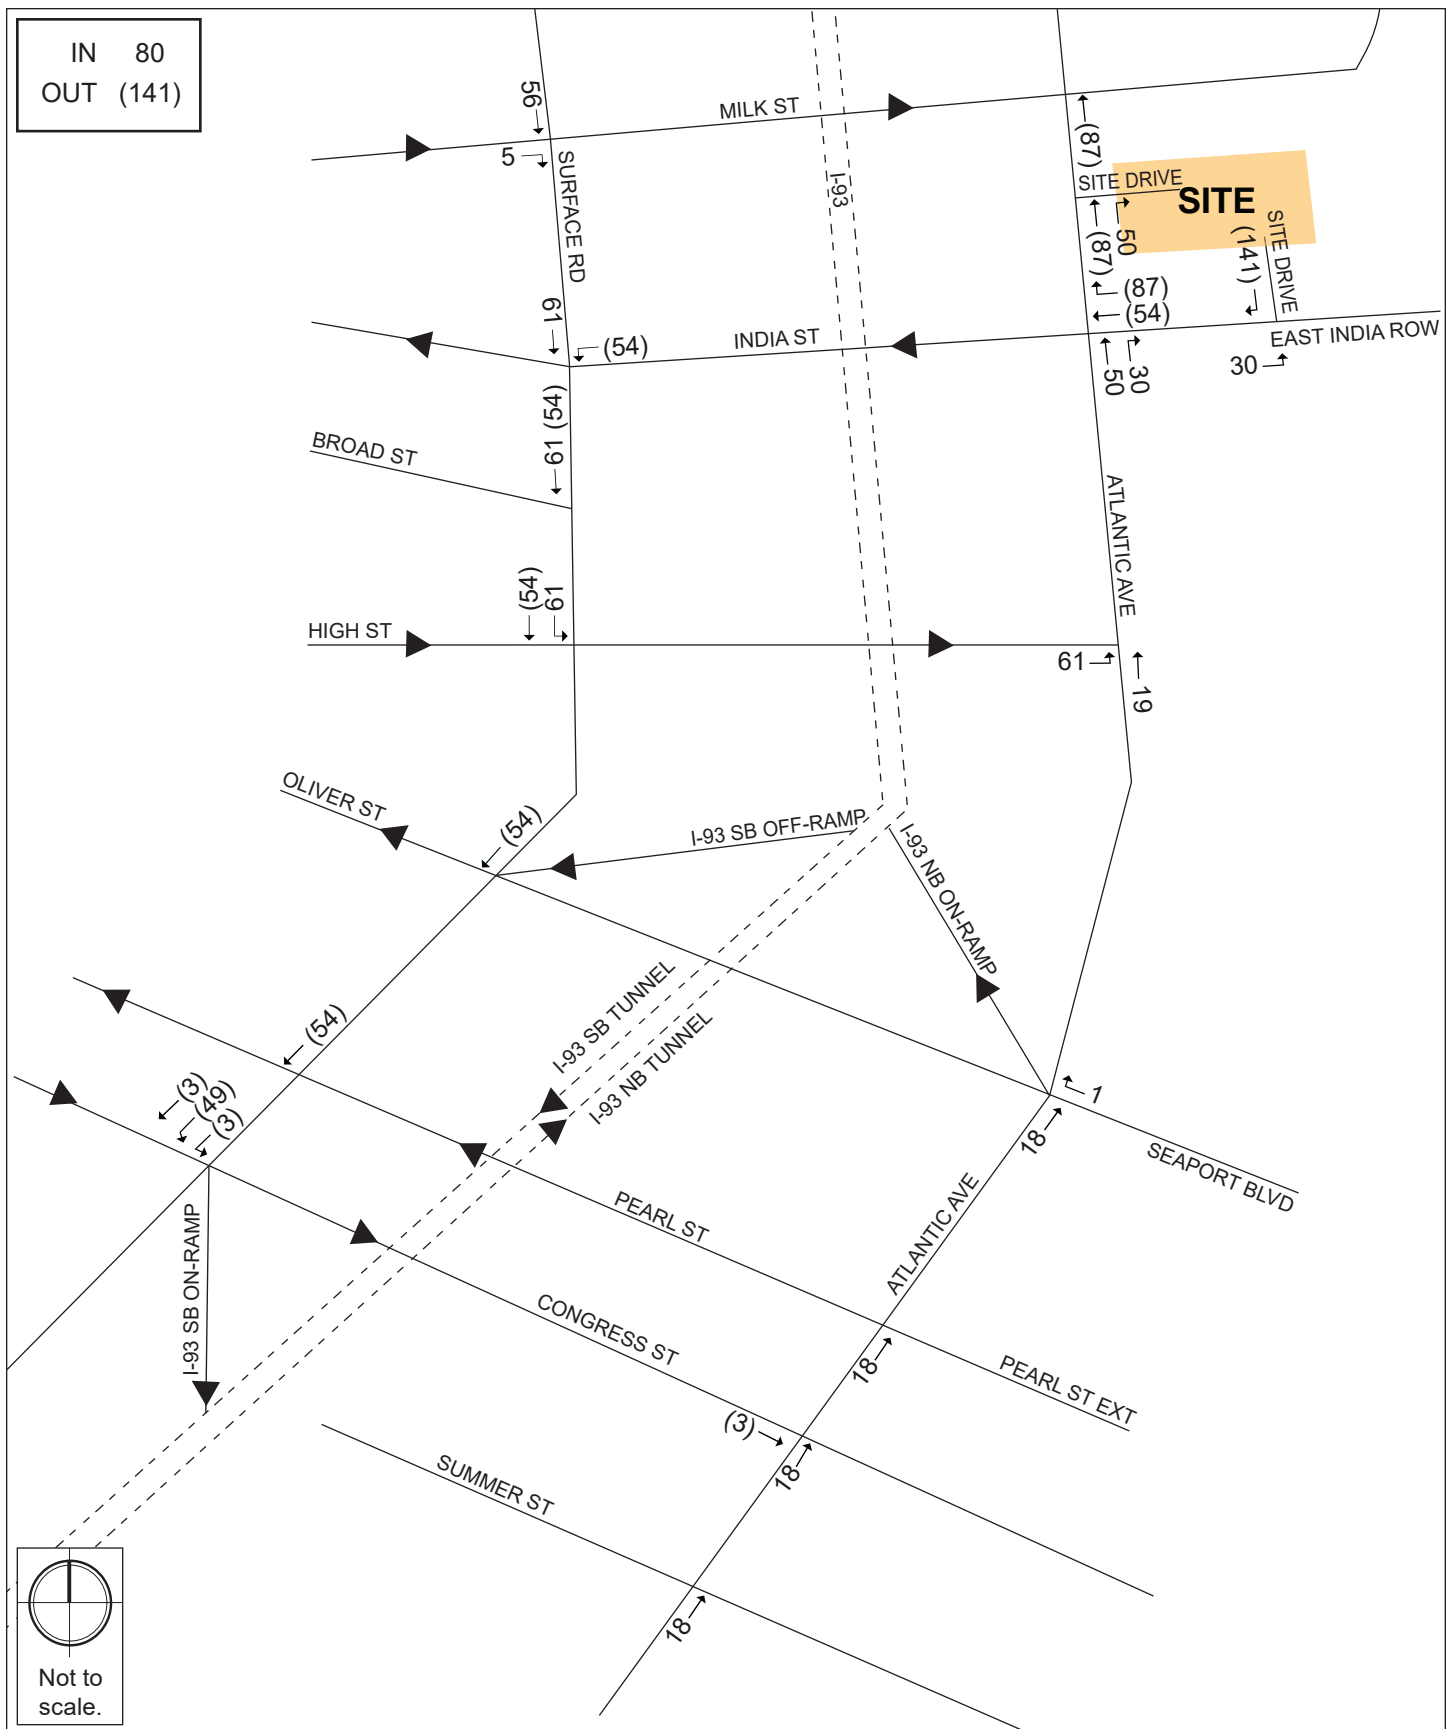 IN 80
OUT (141)
56
MILK ST
5
SURFACE RD
I-93
(87)
SITE DRIVE
SITE
50
(87)
(141)
SITE DRIVE
(87)
(54)
61
(54)
INDIA ST
EAST INDIA ROW
50
30
30
(54)
61
BROAD ST
ATLANTIC AVE
(54)
61
HIGH ST
61
19
OLIVER ST
(54)
I-93 SB OFF-RAMP
I-93 NB ON-RAMP
I-93 SB TUNNEL
I-93 NB TUNNEL
(54)
(3)
(49)
(3)
1
18
SEAPORT BLVD
I-93 SB ON-RAMP
PEARL ST
ATLANTIC AVE
CONGRESS ST
18
PEARL ST EXT
(3)
18
SUMMER ST
18
Not to
scale.